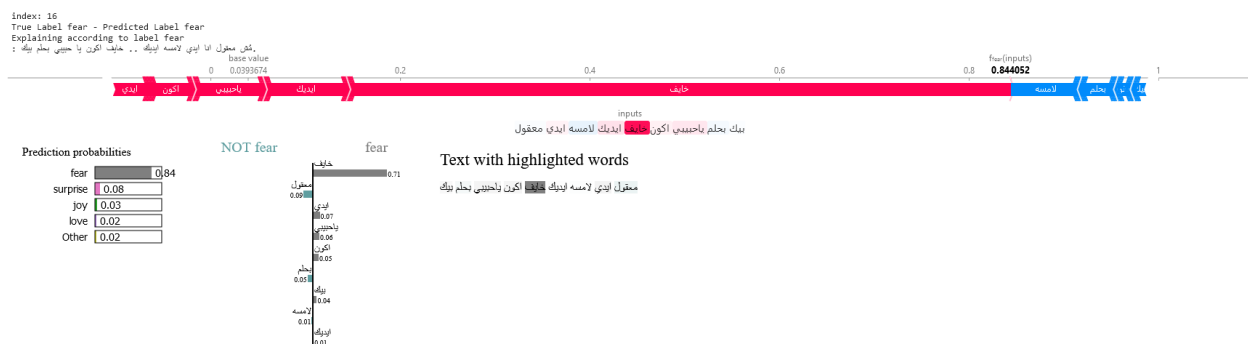 index: 16
True Label fear - Predicted Label fear
Explaining according to label fear
: مش معقول انا ايدي لامسه ايديك .. خايف اكون يا حبيبي بحلم بيك.
base value
0.0393674
f fear(inputs)
0.844052
0 0.2 0.4 0.6 0.8 1
ايدي اكون ياحبيبي ايديك خايف لامسه بحلم
inputs
معقول ايدي لامسه ايديك خايف اكون ياحبيبي بحلم بيك
Prediction probabilities
fear 0.84
surprise 0.08
joy 0.03
love 0.02
Other 0.02
NOT fear fear
خايف
0.71
معقول
0.09
ايدي
0.07
ياحبيبي
0.06
اكون
0.05
بحلم
0.05
بيك
0.04
لامسه
0.01
ايديك
0.01
Text with highlighted words
معقول ايدي لامسه ايديك خايف اكون ياحبيبي بحلم بيك